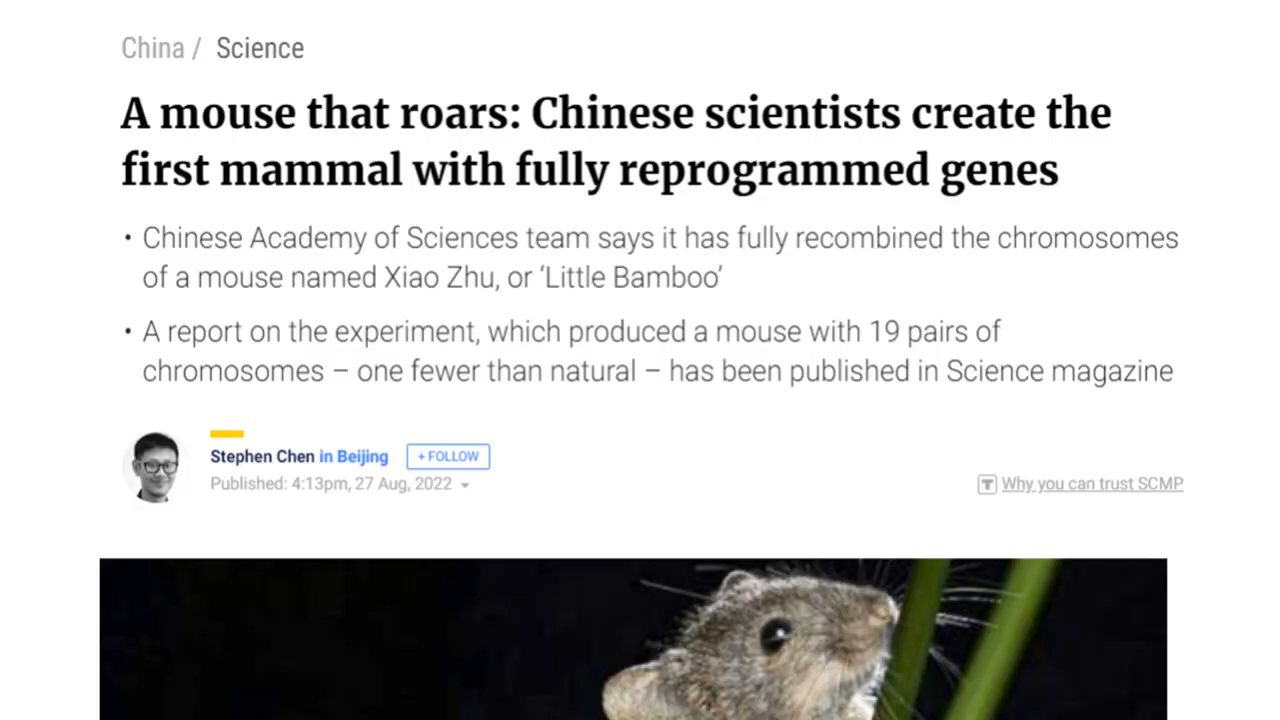 China / Science
A mouse that roars: Chinese scientists create the
first mammal with fully reprogrammed genes
• Chinese Academy of Sciences team says it has fully recombined the chromosomes
of a mouse named Xiao Zhu, or ‘Little Bamboo’
• A report on the experiment, which produced a mouse with 19 pairs of
chromosomes – one fewer than natural – has been published in Science magazine
Stephen Chen in Beijing + FOLLOW
Published: 4:13pm, 27 Aug, 2022
T Why you can trust SCMP